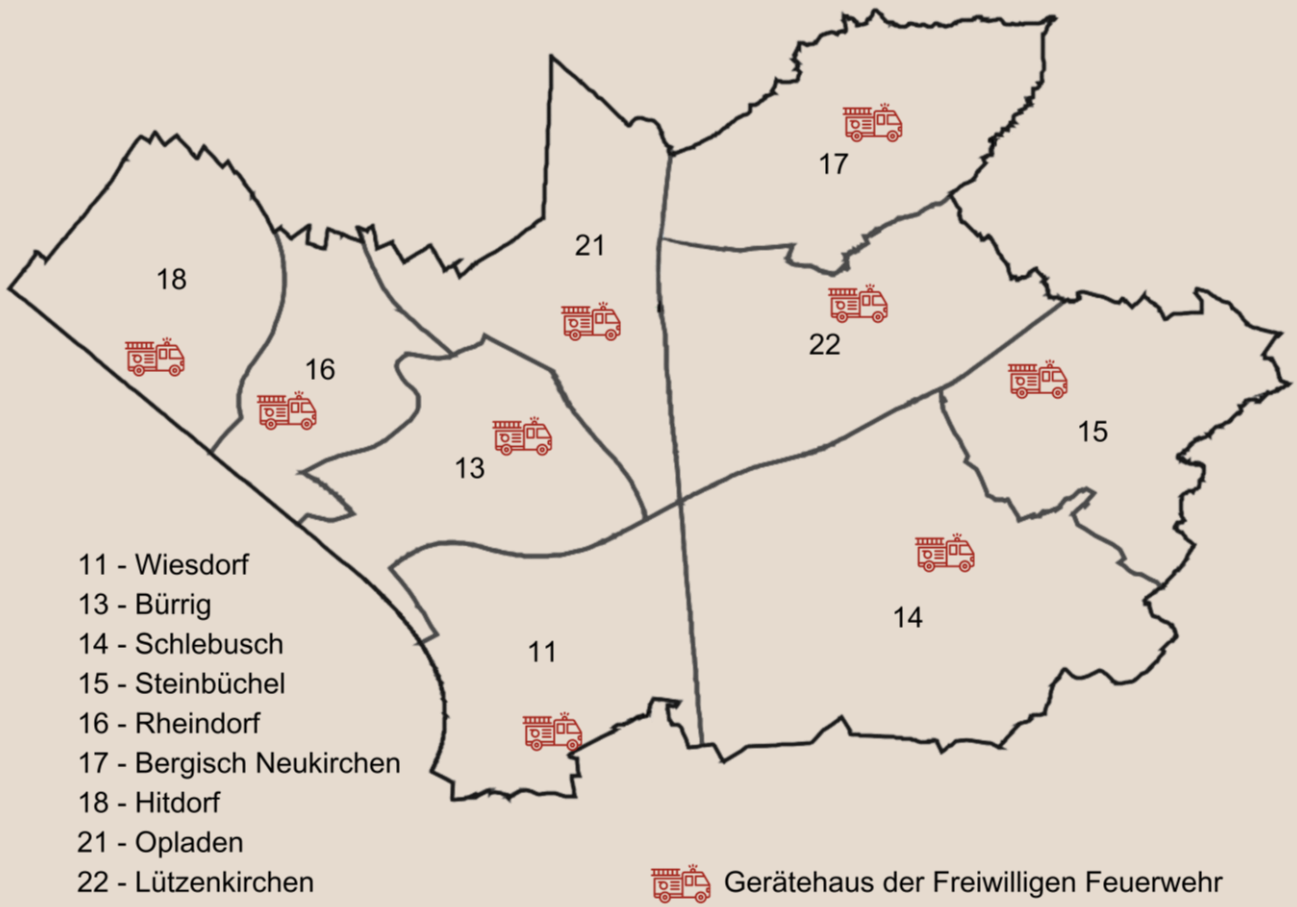 17
21
18
22
16
15
13
14
11
11 - Wiesdorf
13 - Bürrig
14 - Schlebusch
15 - Steinbüchel
16 - Rheindorf
17 - Bergisch Neukirchen
18 - Hitdorf
21 - Opladen
22 - Lützenkirchen
Gerätehaus der Freiwilligen Feuerwehr